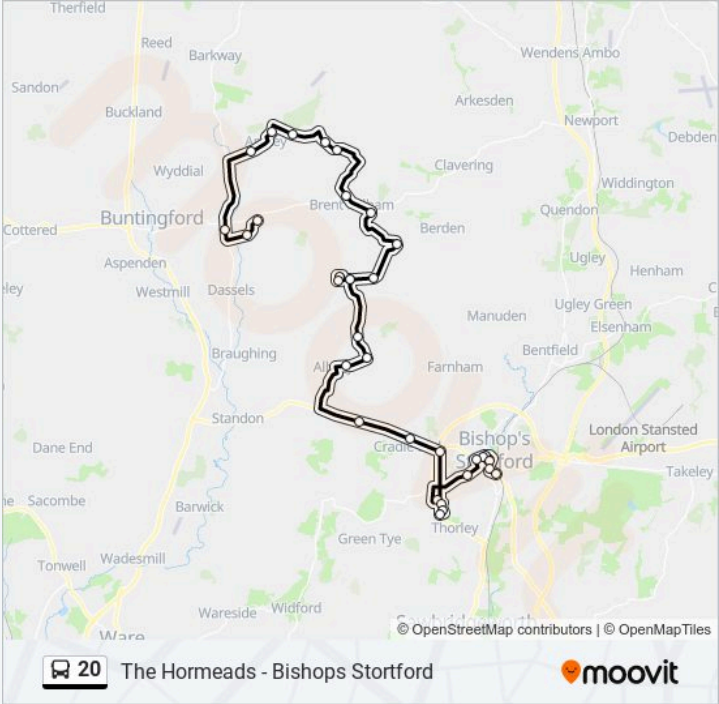 Therfield
Reed
Barkway
Wendens Ambo
Sandon
Arkesden
Buckland
Newport
Debden
Clavering
Wyddial
Widdington
Brent
Quendon
Buntingford
Cottered
Berden
Aspenden
Ugley
Henham
Westmill
Dassels
Ugley Green
Manuden
Elsenham
Braughing
Bentfield
Farnham
Standon
London Stansted
Airport
Bishop's
Dane End
Takeley
Sacombe
Barwick
Thorley
Green Tye
Wadesmill
Tonwell
Widford
Wareside
Ware
© OpenStreetMap contributors | © OpenMapTiles
20 The Hormeads - Bishops Stortford
moovit